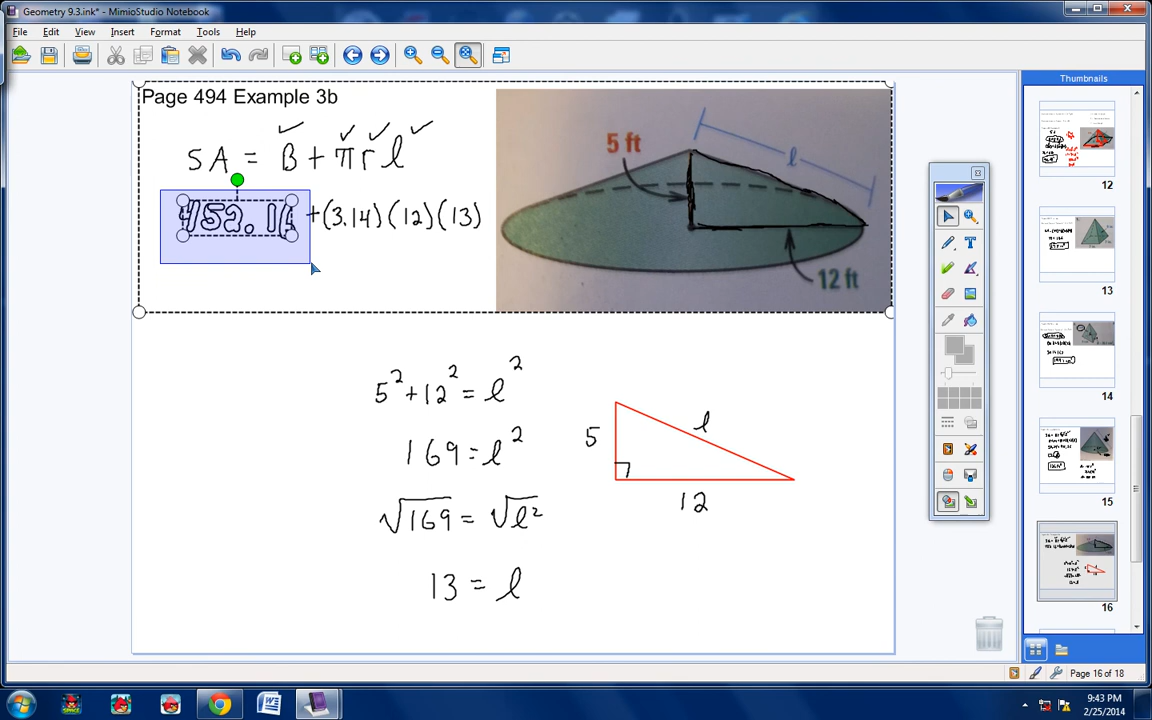 Geometry 9.3.ink* - MimioStudio Notebook
File Edit View Insert Format Tools Help
Thumbnails
Page 494 Example 3b
SA = B + πrl
452.16 + (3.14)(12)(13)
5 ft
l
12 ft
5² + 12² = l²
169 = l²
√169 = √l²
13 = l
5
l
12
12
13
14
15
16
Page 16 of 18
9:43 PM
2/25/2014